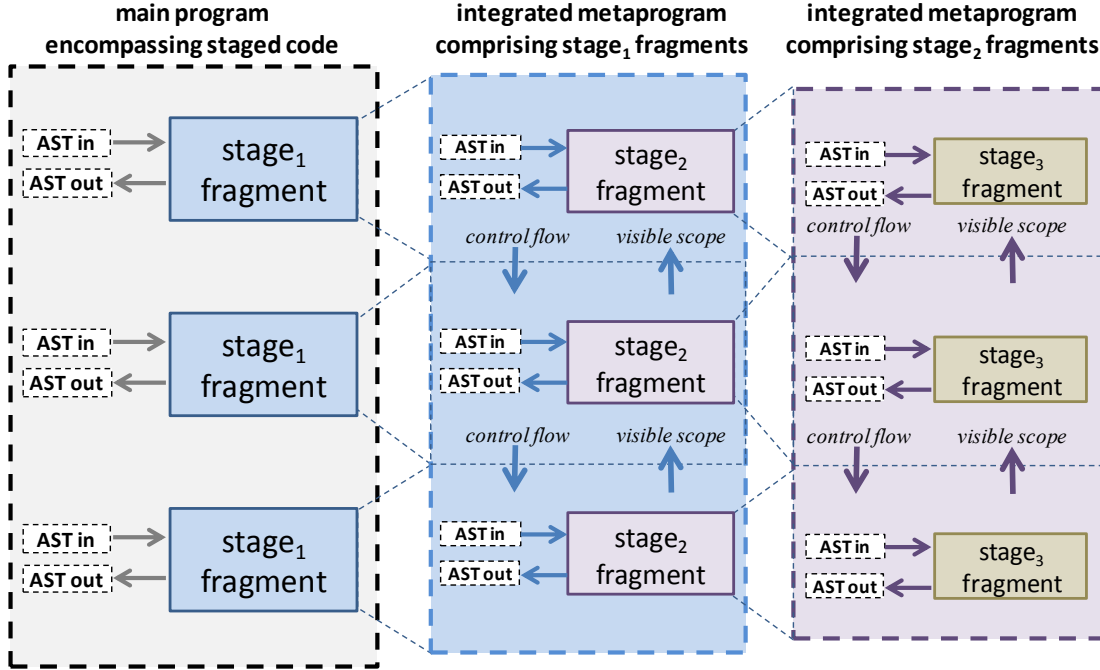 main program
encompassing staged code
AST in
AST out
stage₁
fragment
AST in
AST out
stage₁
fragment
AST in
AST out
stage₁
fragment
integrated metaprogram
comprising stage₁ fragments
AST in
AST out
stage₂
fragment
control flow
visible scope
AST in
AST out
stage₂
fragment
control flow
visible scope
AST in
AST out
stage₂
fragment
integrated metaprogram
comprising stage₂ fragments
AST in
AST out
stage₃
fragment
control flow
visible scope
AST in
AST out
stage₃
fragment
control flow
visible scope
AST in
AST out
stage₃
fragment